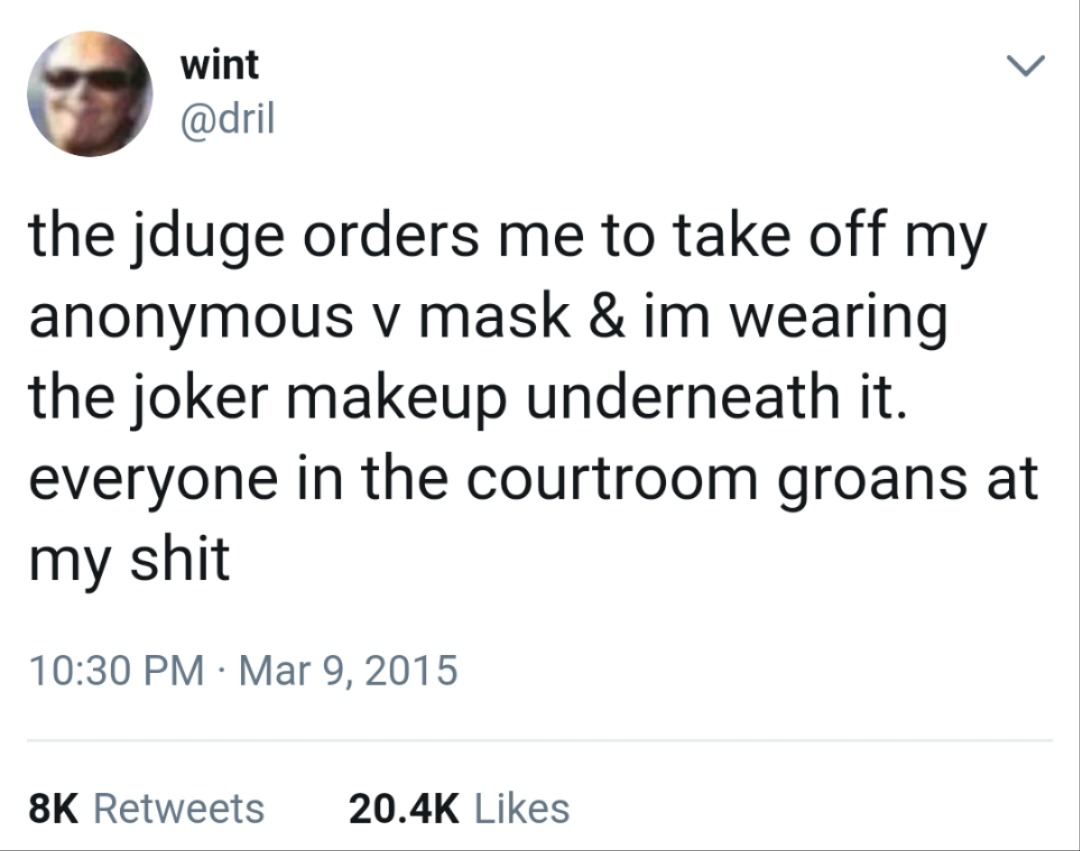 wint
@dril
the jduge orders me to take off my
anonymous v mask & im wearing
the joker makeup underneath it.
everyone in the courtroom groans at
my shit
10:30 PM · Mar 9, 2015
8K Retweets 20.4K Likes